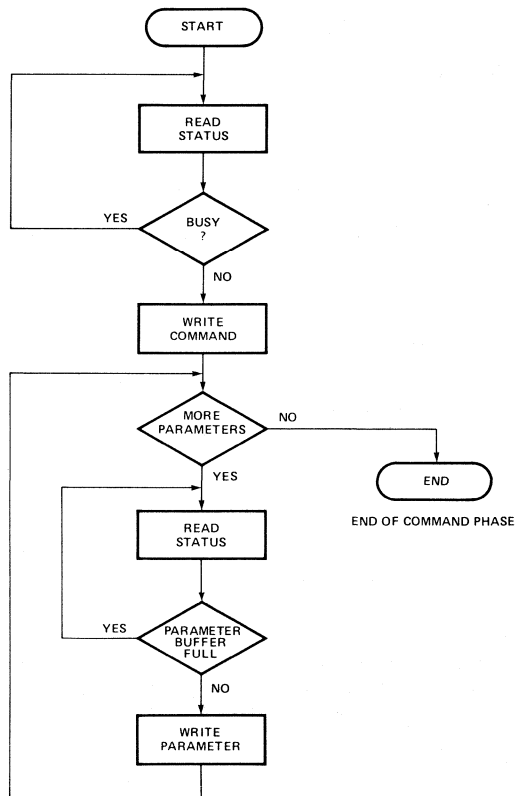 START
READ
STATUS
YES
BUSY
?
NO
WRITE
COMMAND
MORE
PARAMETERS
NO
YES
END
END OF COMMAND PHASE
READ
STATUS
YES
PARAMETER
BUFFER
FULL
NO
WRITE
PARAMETER